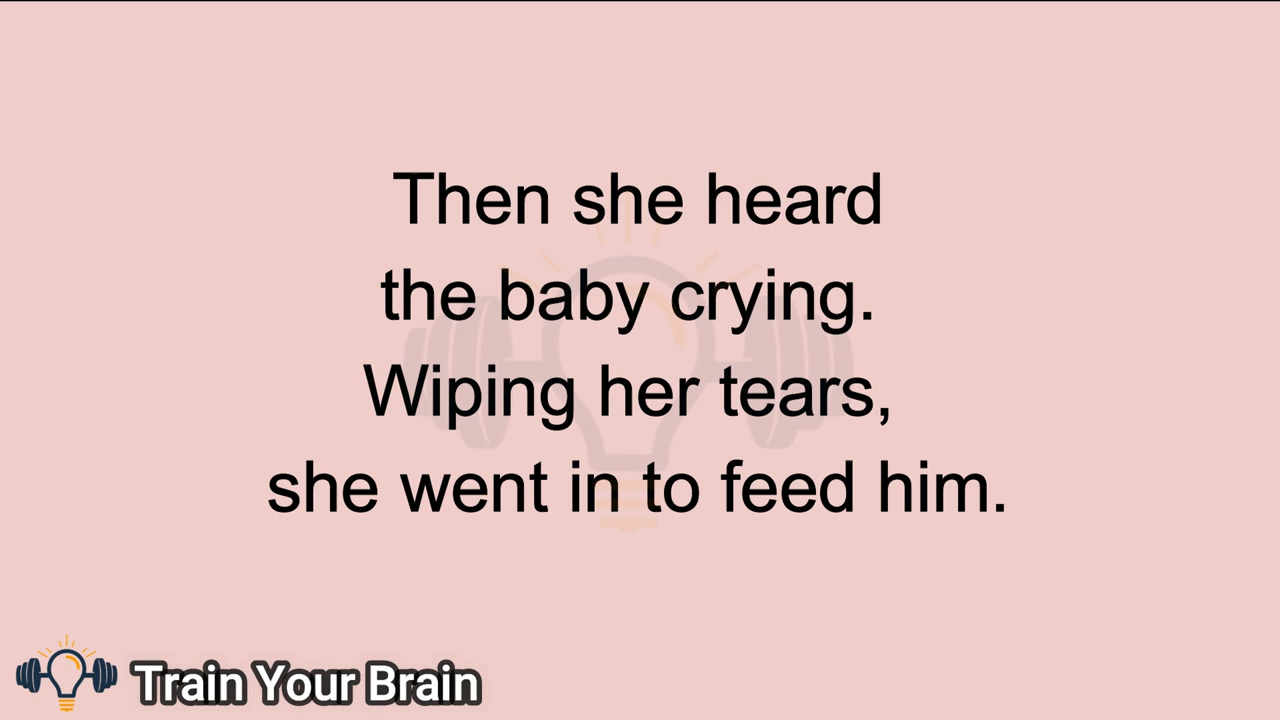 Then she heard
the baby crying.
Wiping her tears,
she went in to feed him.
Train Your Brain